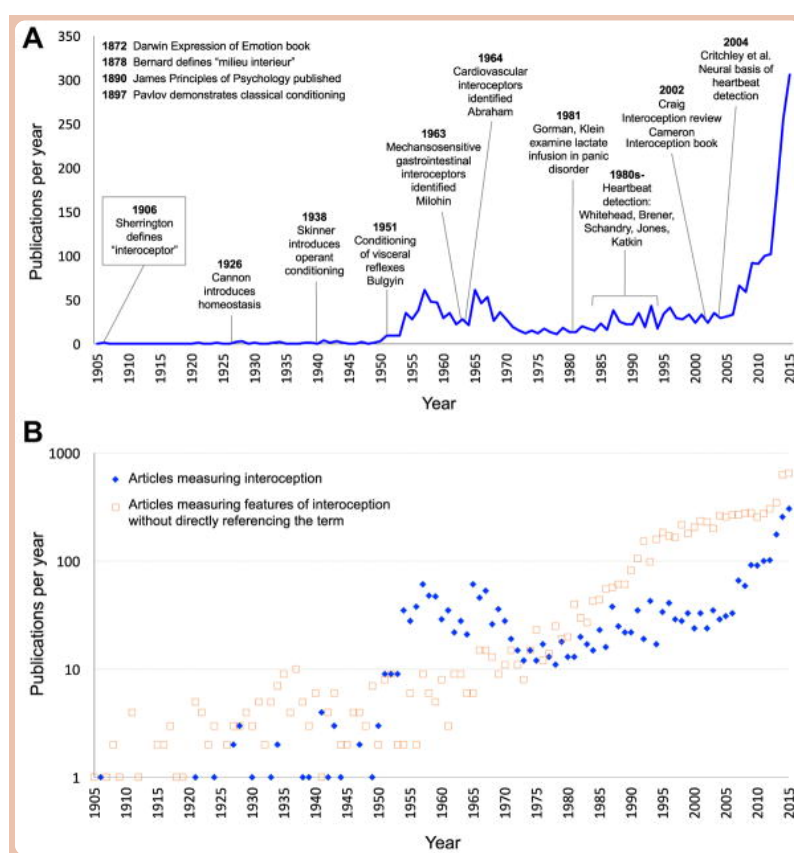 A
1872 Darwin Expression of Emotion book
1878 Bernard defines "milieu interieur"
1890 James Principles of Psychology published
1897 Pavlov demonstrates classical conditioning
1906
Sherrington
defines
"interoceptor"
1926
Cannon
introduces
homeostasis
1938
Skinner
introduces
operant
conditioning
1951
Conditioning
of visceral
reflexes
Bulgyin
1963
Mechansosensitive
gastrointestinal
interoceptors
identified
Milohin
1964
Cardiovascular
interoceptors
identified
Abraham
1981
Gorman, Klein
examine lactate
infusion in panic
disorder
1980s-
Heartbeat
detection:
Whitehead, Brener,
Schandry, Jones,
Katkin
2002
Craig
Interoception review
Cameron
Interoception book
2004
Critchley et al.
Neural basis of
heartbeat
detection
Publications per year
350
300
250
200
150
100
50
0
1905
1910
1915
1920
1925
1930
1935
1940
1945
1950
1955
1960
1965
1970
1975
1980
1985
1990
1995
2000
2005
2010
2015
Year
B
Articles measuring interoception
Articles measuring features of interoception
without directly referencing the term
Publications per year
1000
100
10
1
1905
1910
1915
1920
1925
1930
1935
1940
1945
1950
1955
1960
1965
1970
1975
1980
1985
1990
1995
2000
2005
2010
2015
Year